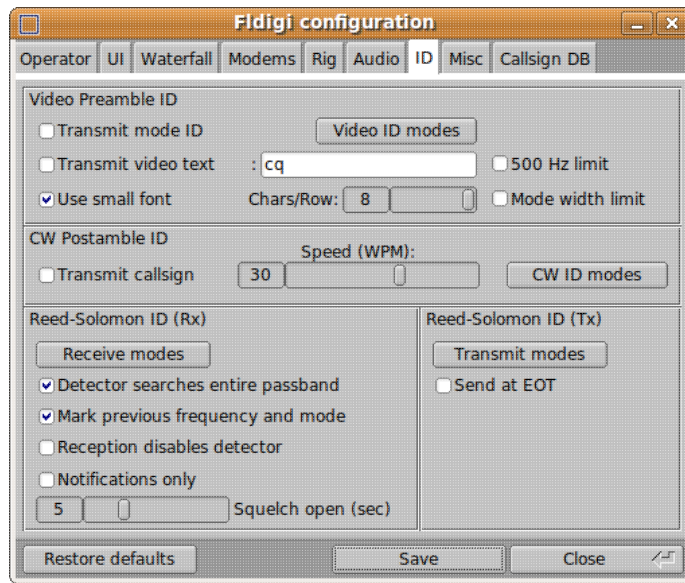 Fldigi configuration
Operator UI Waterfall Modems Rig Audio ID Misc Callsign DB
Video Preamble ID
Transmit mode ID Video ID modes
Transmit video text : cq 500 Hz limit
Use small font Chars/Row: 8 Mode width limit
CW Postamble ID
Speed (WPM):
Transmit callsign 30 CW ID modes
Reed-Solomon ID (Rx) Reed-Solomon ID (Tx)
Receive modes Transmit modes
Detector searches entire passband Send at EOT
Mark previous frequency and mode
Reception disables detector
Notifications only
5 Squelch open (sec)
Restore defaults Save Close